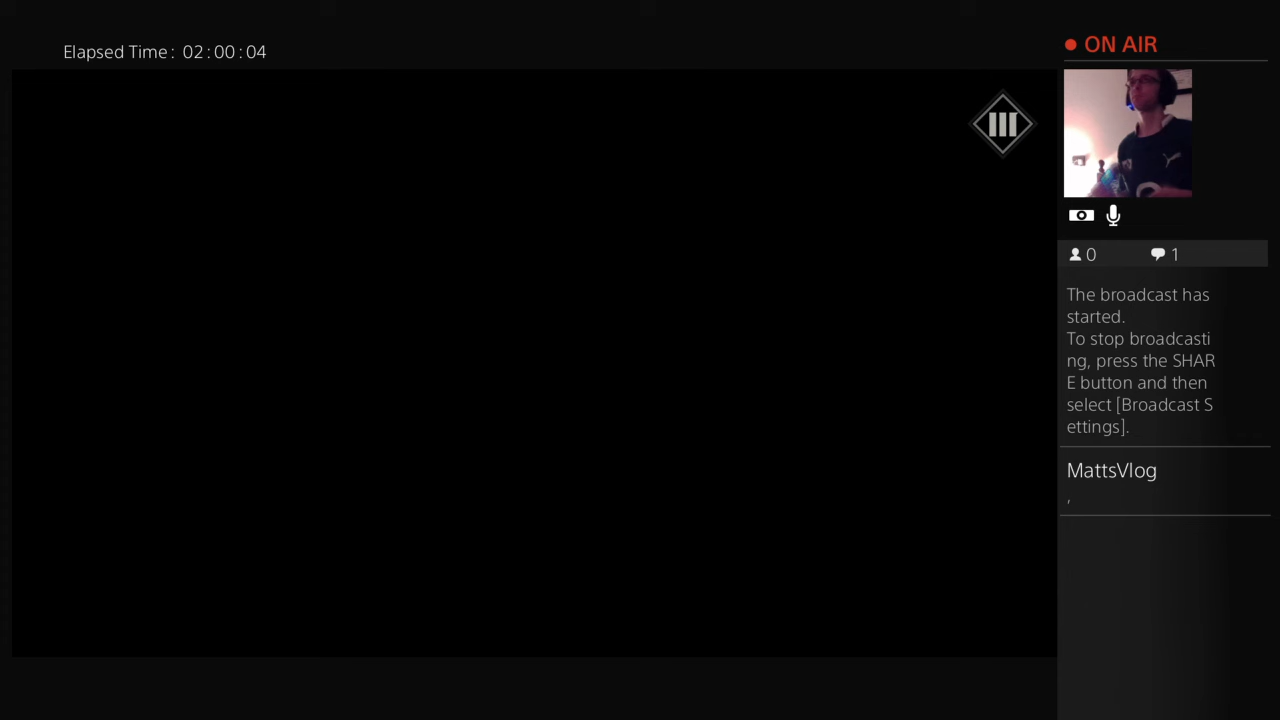 Elapsed Time: 02:00:04
ON AIR
0 1
The broadcast has
started.
To stop broadcasti
ng, press the SHAR
E button and then
select [Broadcast S
ettings].
MattsVlog
,